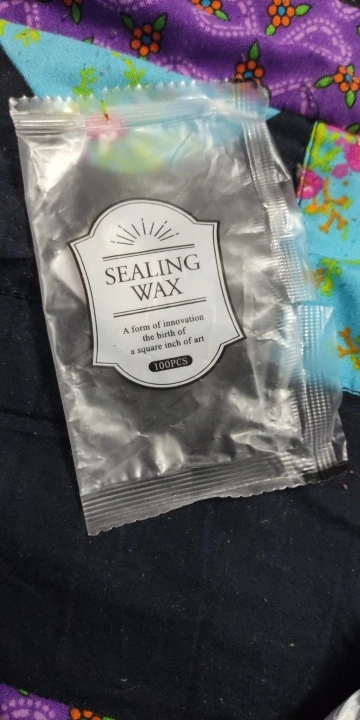 SEALING
WAX
A form of innovation
the birth of
a square inch of art
100PCS